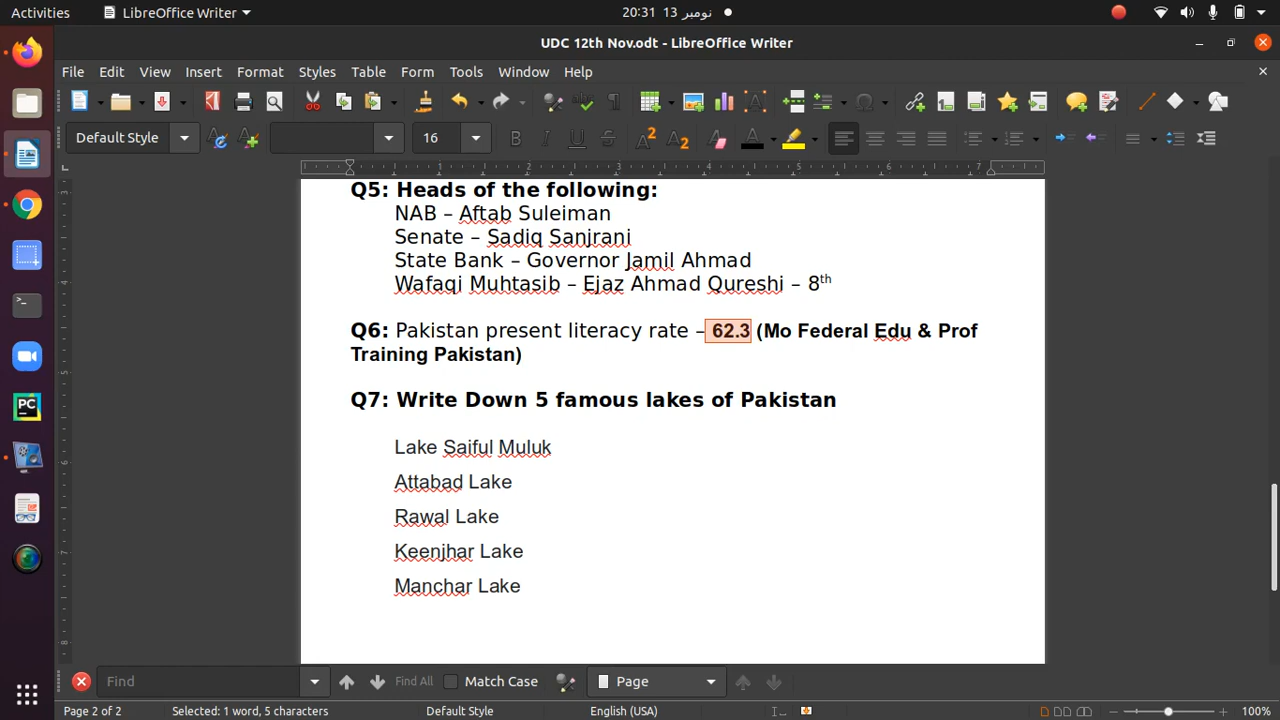 Activities LibreOffice Writer 20:31 13 نومبر
UDC 12th Nov.odt - LibreOffice Writer
File Edit View Insert Format Styles Table Form Tools Window Help
Default Style 16
Q5: Heads of the following:
NAB – Aftab Suleiman
Senate – Sadiq Sanjrani
State Bank – Governor Jamil Ahmad
Wafaqi Muhtasib – Ejaz Ahmad Qureshi – 8th
Q6: Pakistan present literacy rate – 62.3 (Mo Federal Edu & Prof
Training Pakistan)
Q7: Write Down 5 famous lakes of Pakistan
Lake Saiful Muluk
Attabad Lake
Rawal Lake
Keenjhar Lake
Manchar Lake
Find Find All Match Case Page
Page 2 of 2 Selected: 1 word, 5 characters Default Style English (USA) 100%